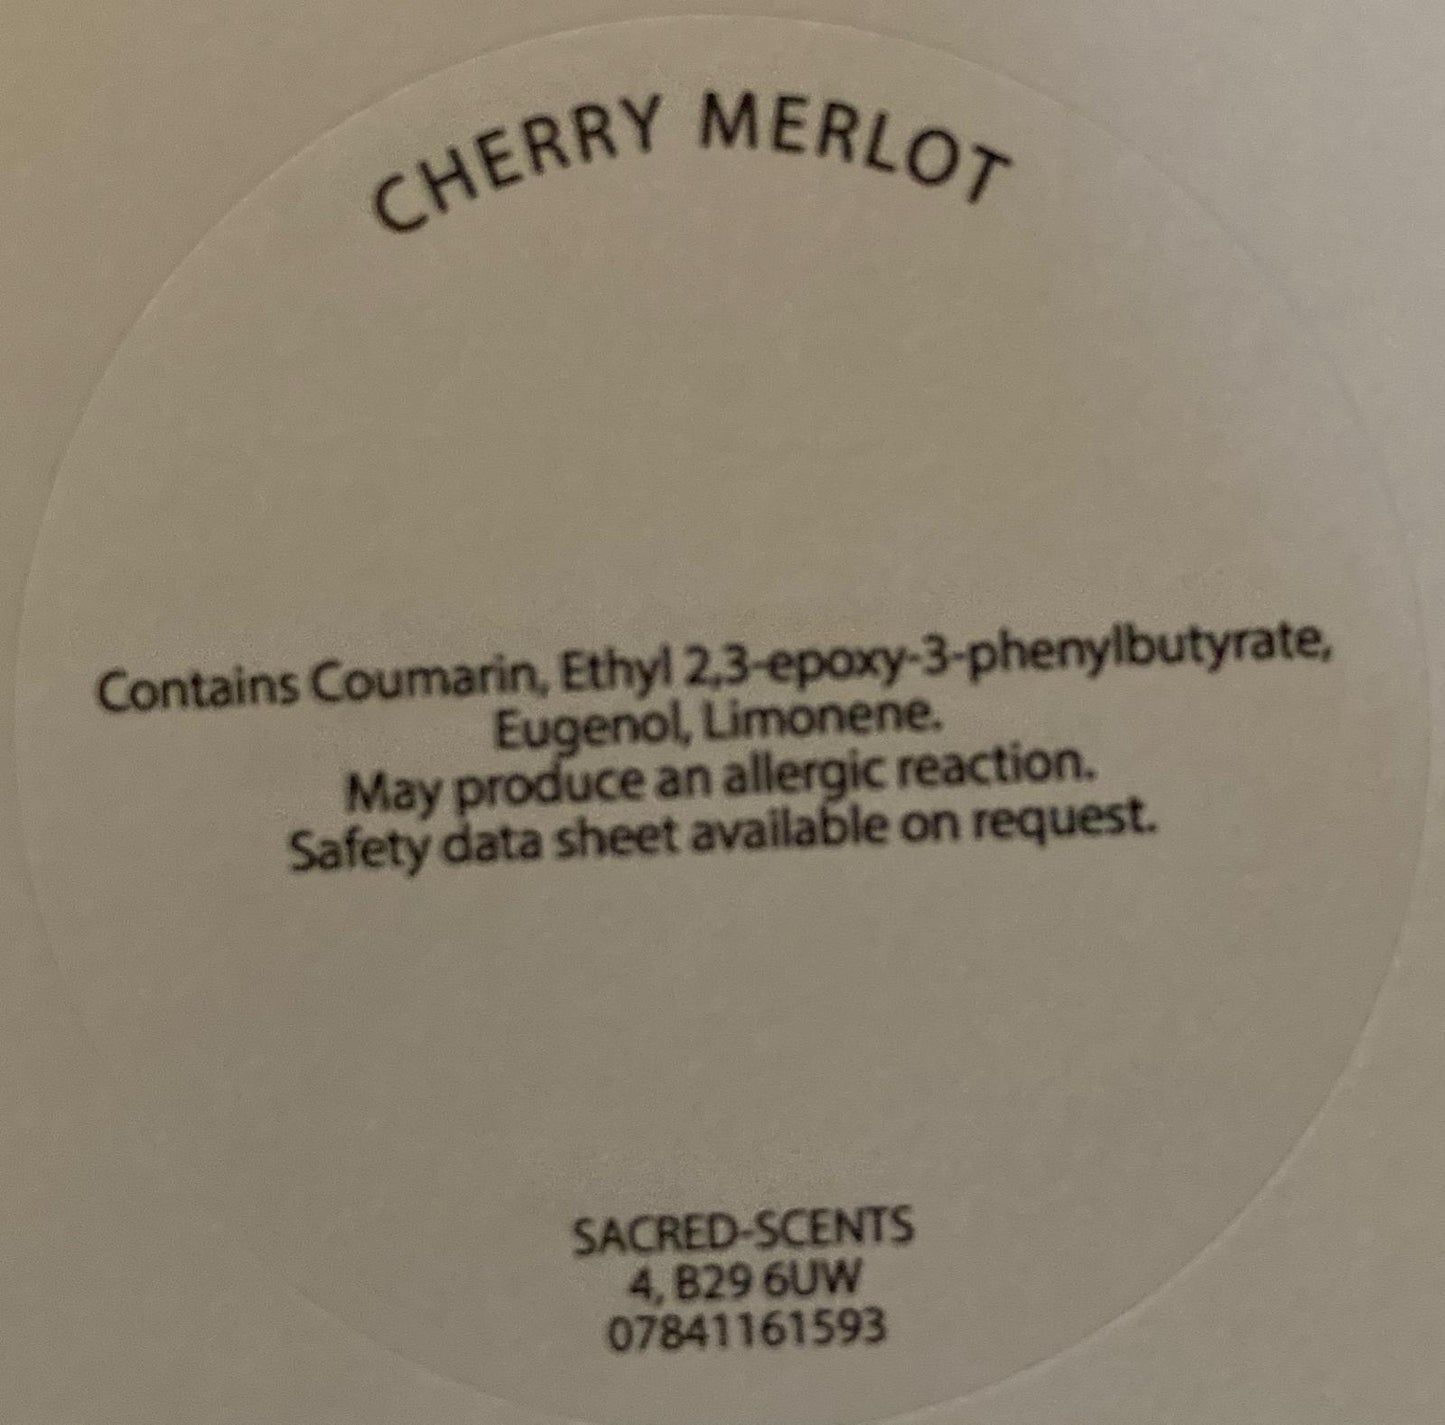 CHERRY MERLOT
Contains Coumarin, Ethyl 2,3-epoxy-3-phenylbutyrate,
Eugenol, Limonene.
May produce an allergic reaction.
Safety data sheet available on request.
SACRED-SCENTS
4, B29 6UW
07841161593